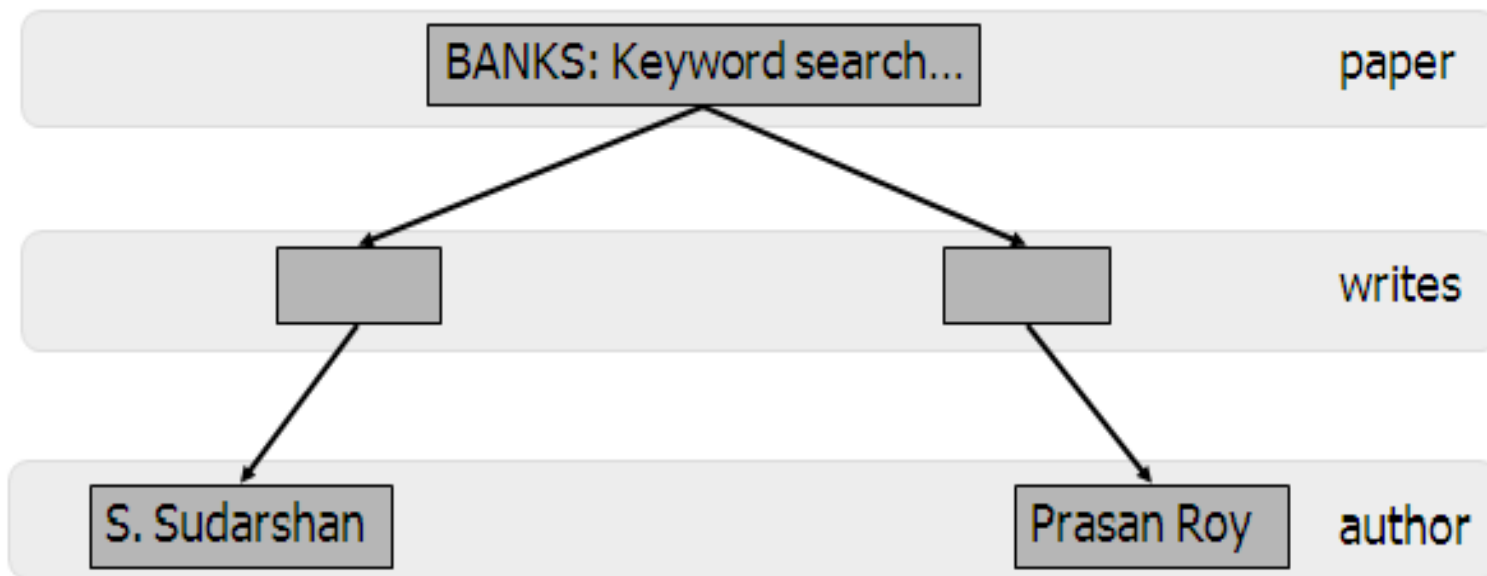 BANKS: Keyword search...
paper
writes
S. Sudarshan
Prasan Roy
author